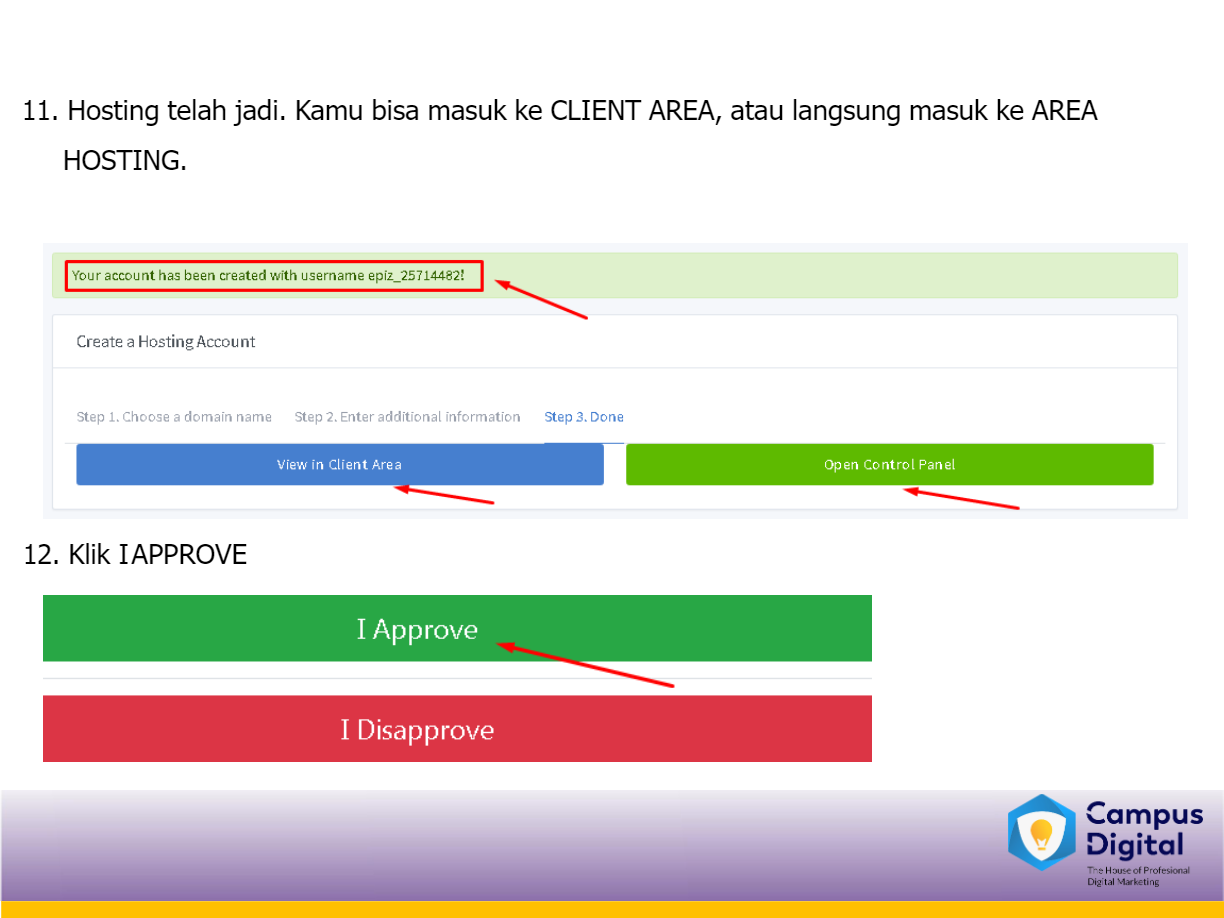 11. Hosting telah jadi. Kamu bisa masuk ke CLIENT AREA, atau langsung masuk ke AREA
HOSTING.
Your account has been created with username epiz_25714482!
Create a Hosting Account
Step 1. Choose a domain name Step 2. Enter additional information Step 3. Done
View in Client Area Open Control Panel
12. Klik I APPROVE
I Approve
I Disapprove
Campus
Digital
The House of Profesional
Digital Marketing